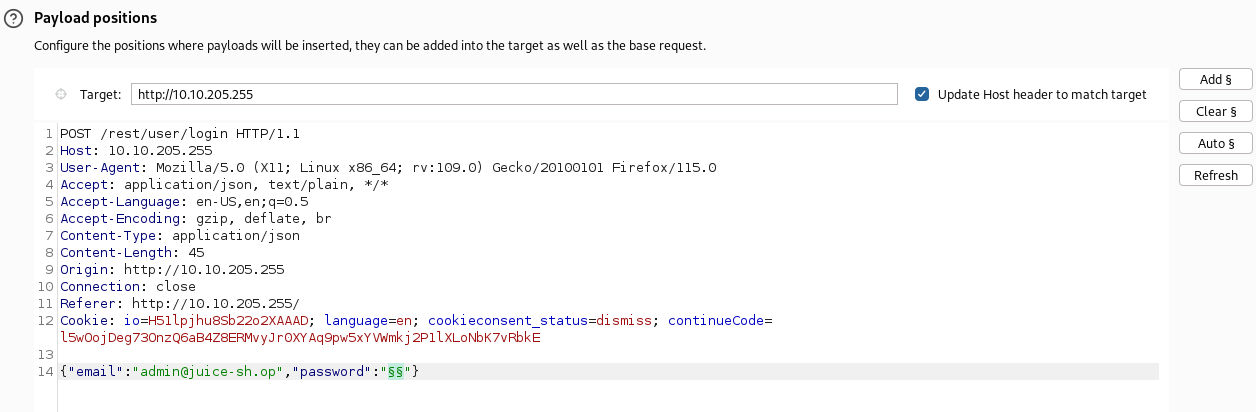 Payload positions
Configure the positions where payloads will be inserted, they can be added into the target as well as the base request.
Target: http://10.10.205.255 Update Host header to match target
Add §
Clear §
Auto §
Refresh
1 POST /rest/user/login HTTP/1.1
2 Host: 10.10.205.255
3 User-Agent: Mozilla/5.0 (X11; Linux x86_64; rv:109.0) Gecko/20100101 Firefox/115.0
4 Accept: application/json, text/plain, */*
5 Accept-Language: en-US,en;q=0.5
6 Accept-Encoding: gzip, deflate, br
7 Content-Type: application/json
8 Content-Length: 45
9 Origin: http://10.10.205.255
10 Connection: close
11 Referer: http://10.10.205.255/
12 Cookie: io=H51lpjhu8Sb22o2XAAAD; language=en; cookieconsent_status=dismiss; continueCode=
l5wOojDeg73OnzQ6aB4Z8ERMvyJr0XYAq9pw5xYVWmkj2P1lXLoNbK7vRbkE
13
14 {"email":"admin@juice-sh.op","password":"§§"}